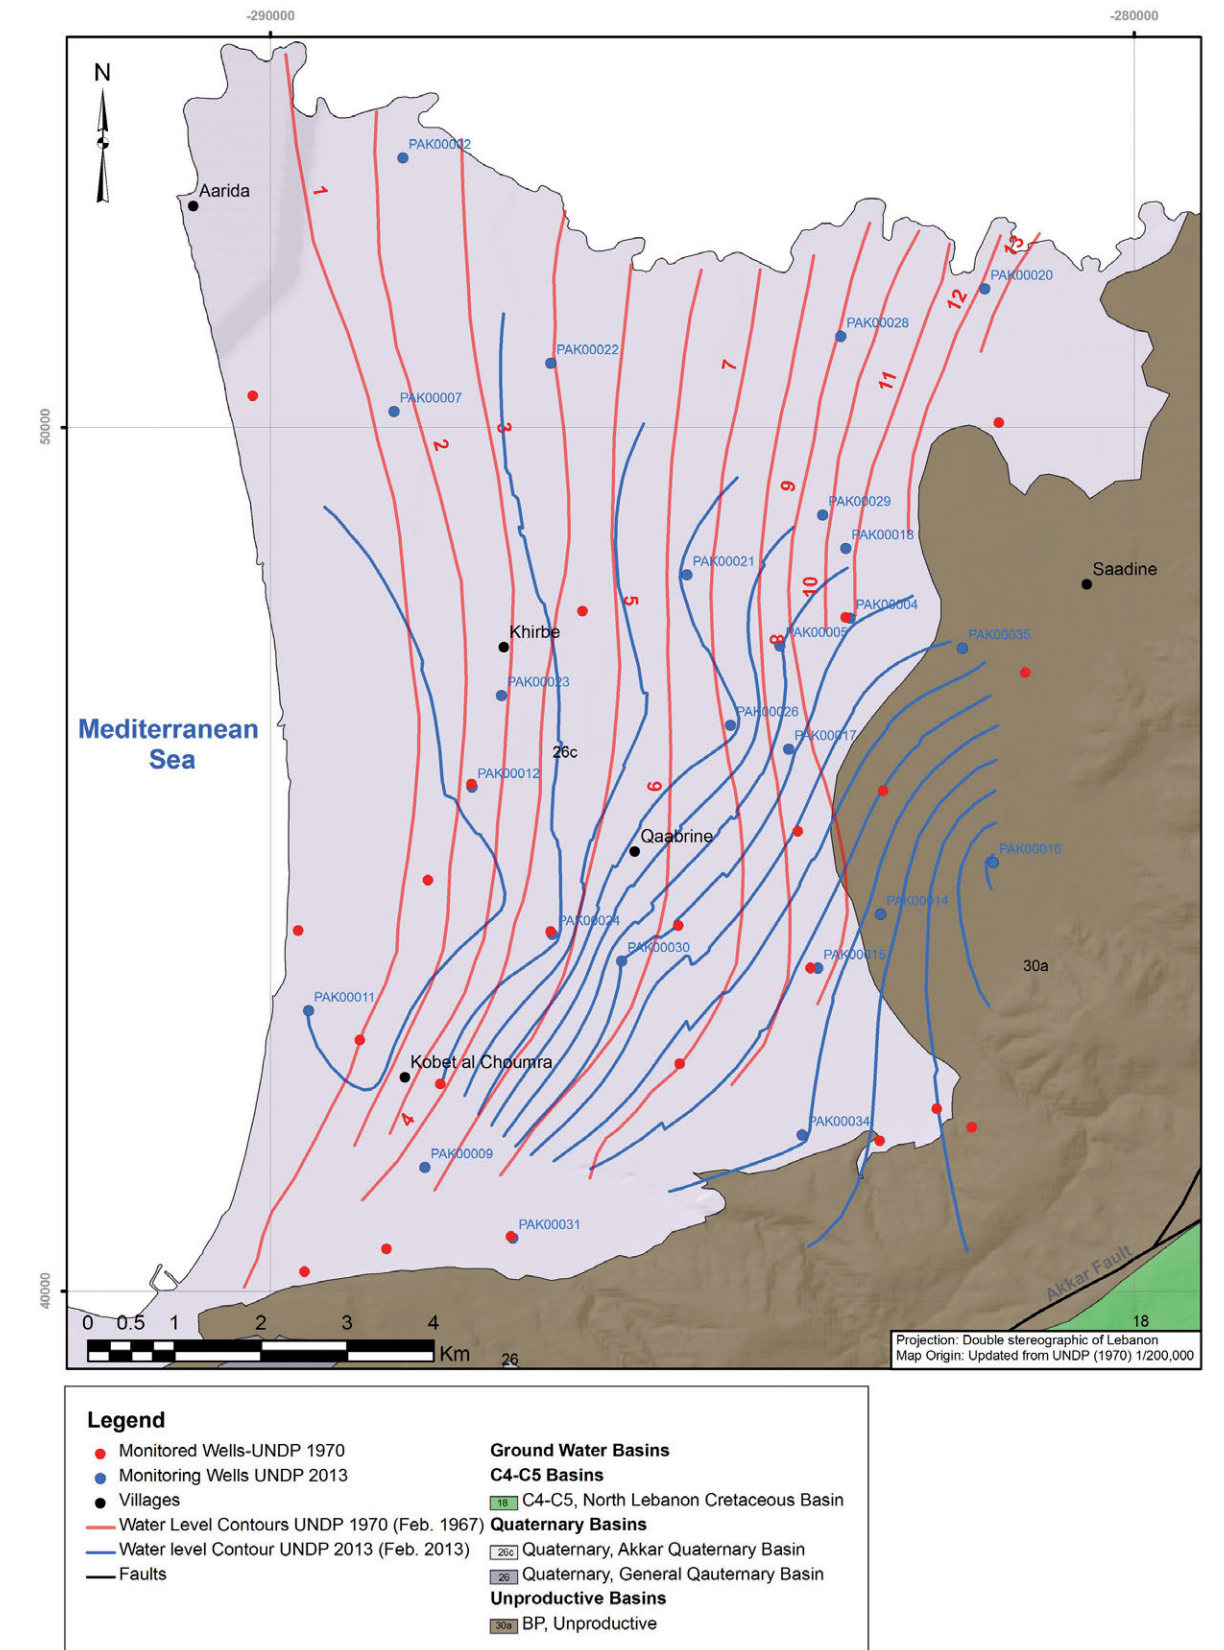 -290000
-280000
N
PAK00002
Aarida
1
13
PAK00020
12
PAK00028
PAK00022
7
11
PAK00007
50000
3
2
9
PAK00029
PAK00018
PAK00021
Saadine
10
PAK00004
5
Khirbe
PAK00005
8
PAK00035
PAK00023
PAK00026
Mediterranean
Sea
PAK00017
26c
PAK00012
6
Qaabrine
PAK00016
PAK00014
PAK00024
PAK00030
PAK00015
30a
PAK00011
Kobet al Choumra
4
PAK00034
PAK00009
PAK00031
Akkar Fault
40000
18
0 0.5 1 2 3 4
Km
26
Projection: Double stereographic of Lebanon
Map Origin: Updated from UNDP (1970) 1/200,000
Legend
Monitored Wells-UNDP 1970
Monitoring Wells UNDP 2013
Villages
Water Level Contours UNDP 1970 (Feb. 1967)
Water level Contour UNDP 2013 (Feb. 2013)
Faults
Ground Water Basins
C4-C5 Basins
18 C4-C5, North Lebanon Cretaceous Basin
Quaternary Basins
26c Quaternary, Akkar Quaternary Basin
26 Quaternary, General Qauternary Basin
Unproductive Basins
30a BP, Unproductive